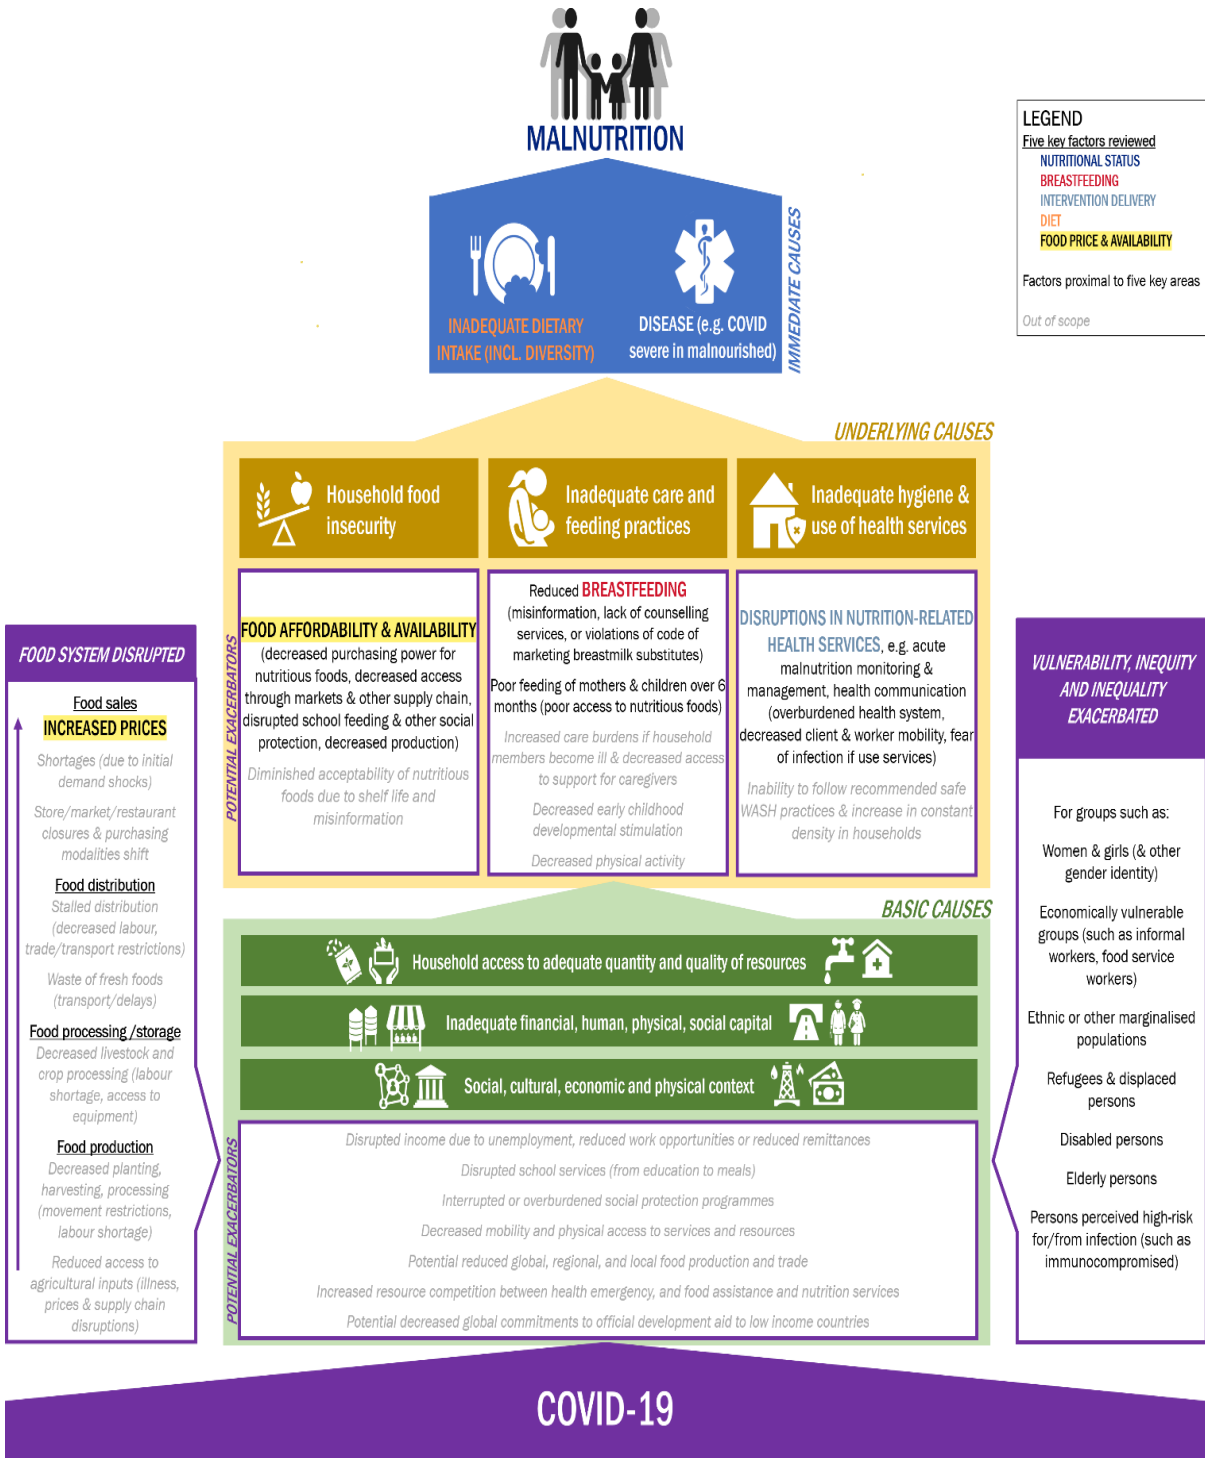 MALNUTRITION
LEGEND
Five key factors reviewed
NUTRITIONAL STATUS
BREASTFEEDING
INTERVENTION DELIVERY
DIET
FOOD PRICE & AVAILABILITY
Factors proximal to five key areas
Out of scope
IMMEDIATE CAUSES
INADEQUATE DIETARY
INTAKE (INCL. DIVERSITY)
DISEASE (e.g. COVID
severe in malnourished)
UNDERLYING CAUSES
Household food
insecurity
Inadequate care and
feeding practices
Inadequate hygiene &
use of health services
POTENTIAL EXACERBATORS
FOOD AFFORDABILITY & AVAILABILITY
(decreased purchasing power for
nutritious foods, decreased access
through markets & other supply chain,
disrupted school feeding & other social
protection, decreased production)
Diminished acceptability of nutritious
foods due to shelf life and
misinformation
Reduced BREASTFEEDING
(misinformation, lack of counselling
services, or violations of code of
marketing breastmilk substitutes)
Poor feeding of mothers & children over 6
months (poor access to nutritious foods)
Increased care burdens if household
members become ill & decreased access
to support for caregivers
Decreased early childhood
developmental stimulation
Decreased physical activity
DISRUPTIONS IN NUTRITION-RELATED
HEALTH SERVICES, e.g. acute
malnutrition monitoring &
management, health communication
(overburdened health system,
decreased client & worker mobility, fear
of infection if use services)
Inability to follow recommended safe
WASH practices & increase in constant
density in households
FOOD SYSTEM DISRUPTED
Food sales
INCREASED PRICES
Shortages (due to initial
demand shocks)
Store/market/restaurant
closures & purchasing
modalities shift
Food distribution
Stalled distribution
(decreased labour,
trade/transport restrictions)
Waste of fresh foods
(transport/delays)
Food processing /storage
Decreased livestock and
crop processing (labour
shortage, access to
equipment)
Food production
Decreased planting,
harvesting, processing
(movement restrictions,
labour shortage)
Reduced access to
agricultural inputs (illness,
prices & supply chain
disruptions)
VULNERABILITY, INEQUITY
AND INEQUALITY
EXACERBATED
For groups such as:
Women & girls (& other
gender identity)
Economically vulnerable
groups (such as informal
workers, food service
workers)
Ethnic or other marginalised
populations
Refugees & displaced
persons
Disabled persons
Elderly persons
Persons perceived high-risk
for/from infection (such as
immunocompromised)
BASIC CAUSES
Household access to adequate quantity and quality of resources
Inadequate financial, human, physical, social capital
Social, cultural, economic and physical context
POTENTIAL EXACERBATORS
Disrupted income due to unemployment, reduced work opportunities or reduced remittances
Disrupted school services (from education to meals)
Interrupted or overburdened social protection programmes
Decreased mobility and physical access to services and resources
Potential reduced global, regional, and local food production and trade
Increased resource competition between health emergency, and food assistance and nutrition services
Potential decreased global commitments to official development aid to low income countries
COVID-19